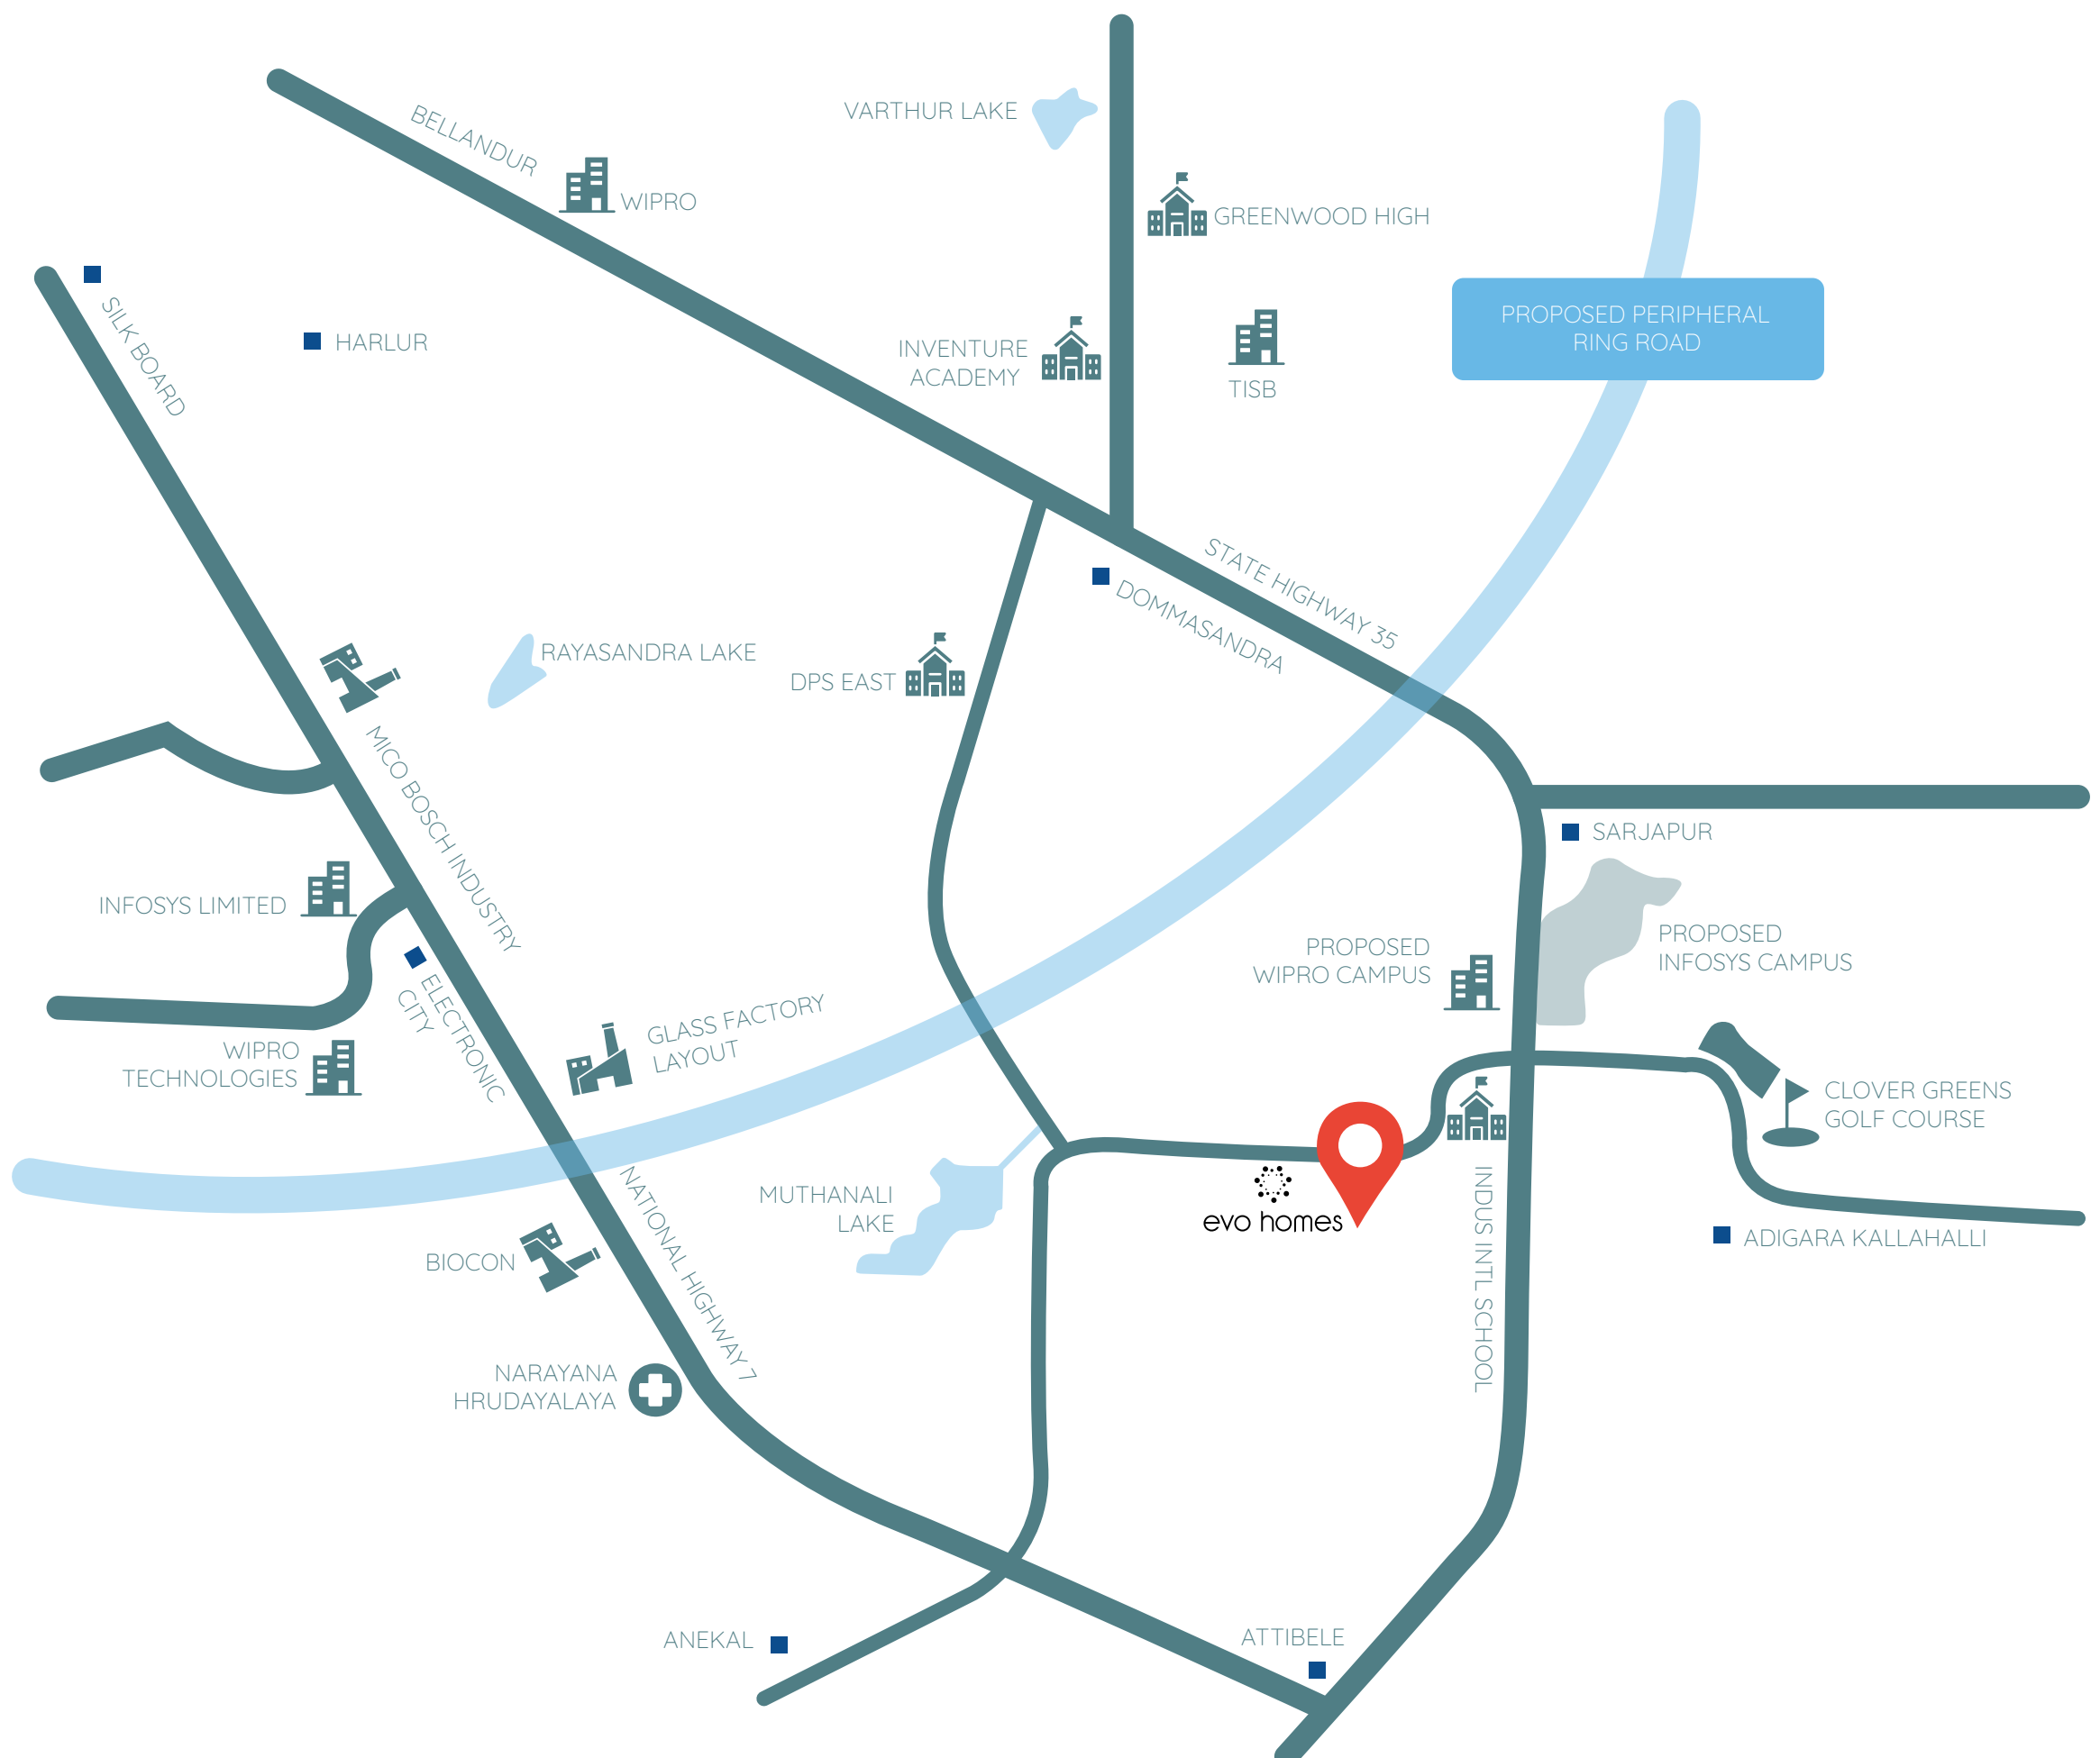 VARTHUR LAKE
BELLANDUR
WIPRO
GREENWOOD HIGH
SILK BOARD
HARLUR
INVENTURE
ACADEMY
TISB
PROPOSED PERIPHERAL
RING ROAD
STATE HIGHWAY 35
DOMMASANDRA
RAYASANDRA LAKE
DPS EAST
MICO BOSCH INDUSTRY
SARJAPUR
INFOSYS LIMITED
PROPOSED
WIPRO CAMPUS
PROPOSED
INFOSYS CAMPUS
ELECTRONIC
CITY
GLASS FACTORY
LAYOUT
WIPRO
TECHNOLOGIES
CLOVER GREENS
GOLF COURSE
MUTHANALI
LAKE
evo homes
INDUS INTL SCHOOL
ADIGARA KALLAHALLI
NATIONAL HIGHWAY 7
BIOCON
NARAYANA
HRUDAYALAYA
ANEKAL
ATTIBELE